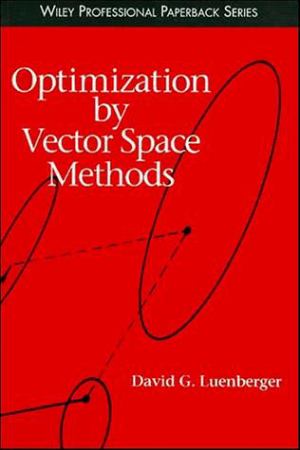 WILEY PROFESSIONAL PAPERBACK SERIES
Optimization
by
Vector Space
Methods
David G. Luenberger